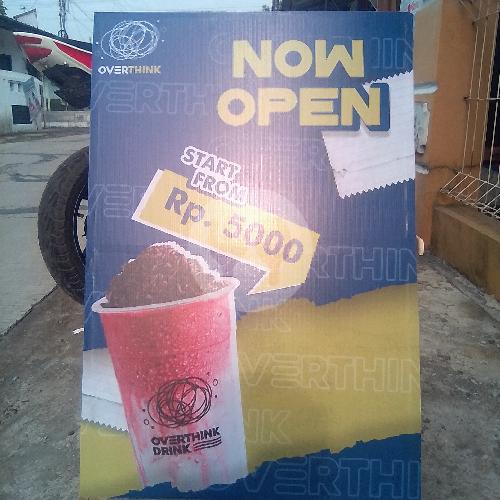 OVERTHINK
NOW
OPEN
START
FROM
Rp. 5000
OVERTHINK
DRINK